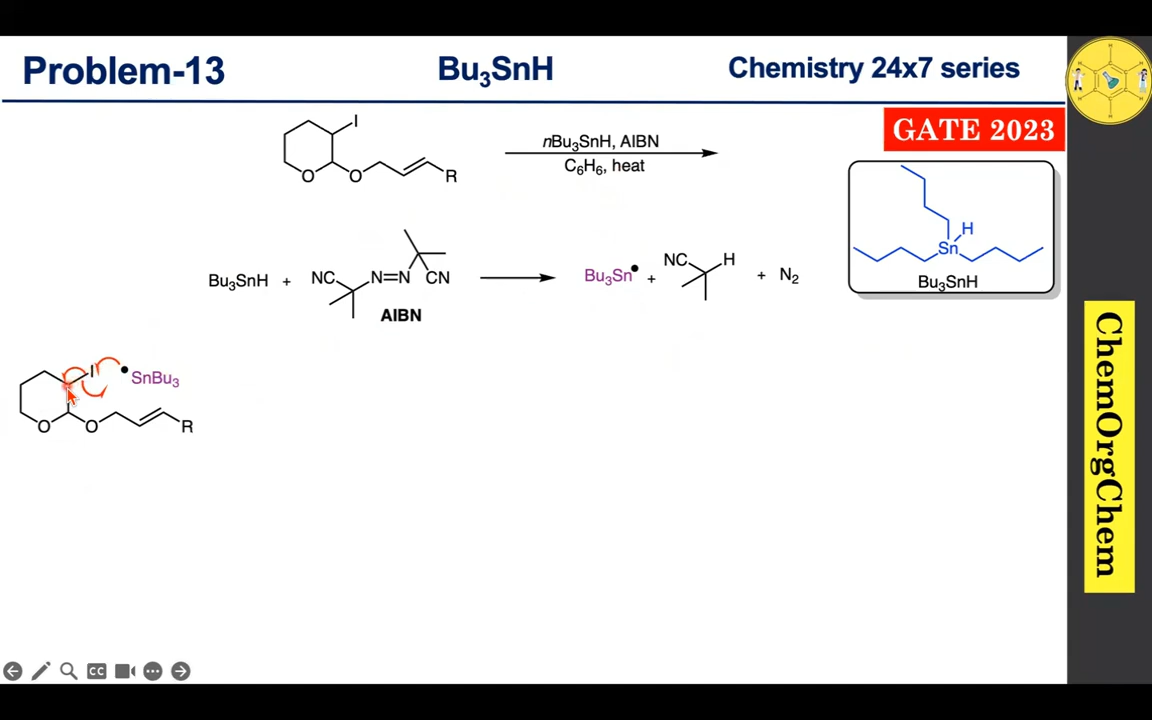 Problem-13
Bu₃SnH
Chemistry 24x7 series
GATE 2023
I
O
O
R
nBu₃SnH, AIBN
C₆H₆, heat
H
Sn
Bu₃SnH
Bu₃SnH +
NC
N=N
CN
AIBN
Bu₃Sn• +
NC
H
+ N₂
I
•SnBu₃
O
O
R
ChemOrgChem
CC